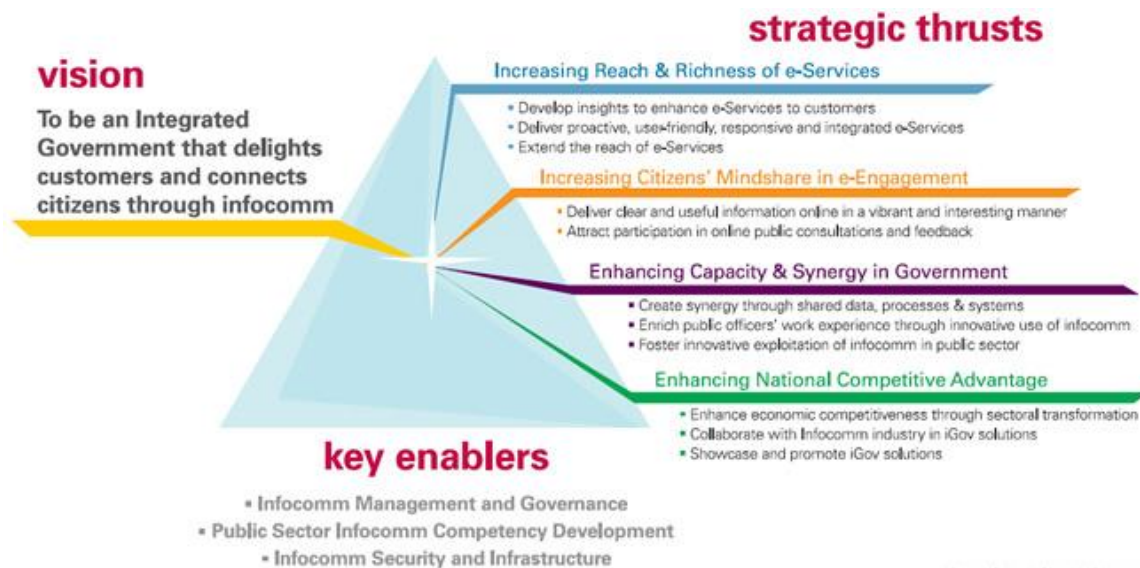 strategic thrusts
vision
To be an Integrated
Government that delights
customers and connects
citizens through infocomm
Increasing Reach & Richness of e-Services
• Develop insights to enhance e-Services to customers
• Deliver proactive, user-friendly, responsive and integrated e-Services
• Extend the reach of e-Services
Increasing Citizens' Mindshare in e-Engagement
• Deliver clear and useful information online in a vibrant and interesting manner
• Attract participation in online public consultations and feedback
Enhancing Capacity & Synergy in Government
▪ Create synergy through shared data, processes & systems
▪ Enrich public officers' work experience through innovative use of infocomm
▪ Foster innovative exploitation of infocomm in public sector
Enhancing National Competitive Advantage
▪ Enhance economic competitiveness through sectoral transformation
▪ Collaborate with Infocomm industry in iGov solutions
▪ Showcase and promote iGov solutions
key enablers
▪ Infocomm Management and Governance
▪ Public Sector Infocomm Competency Development
▪ Infocomm Security and Infrastructure